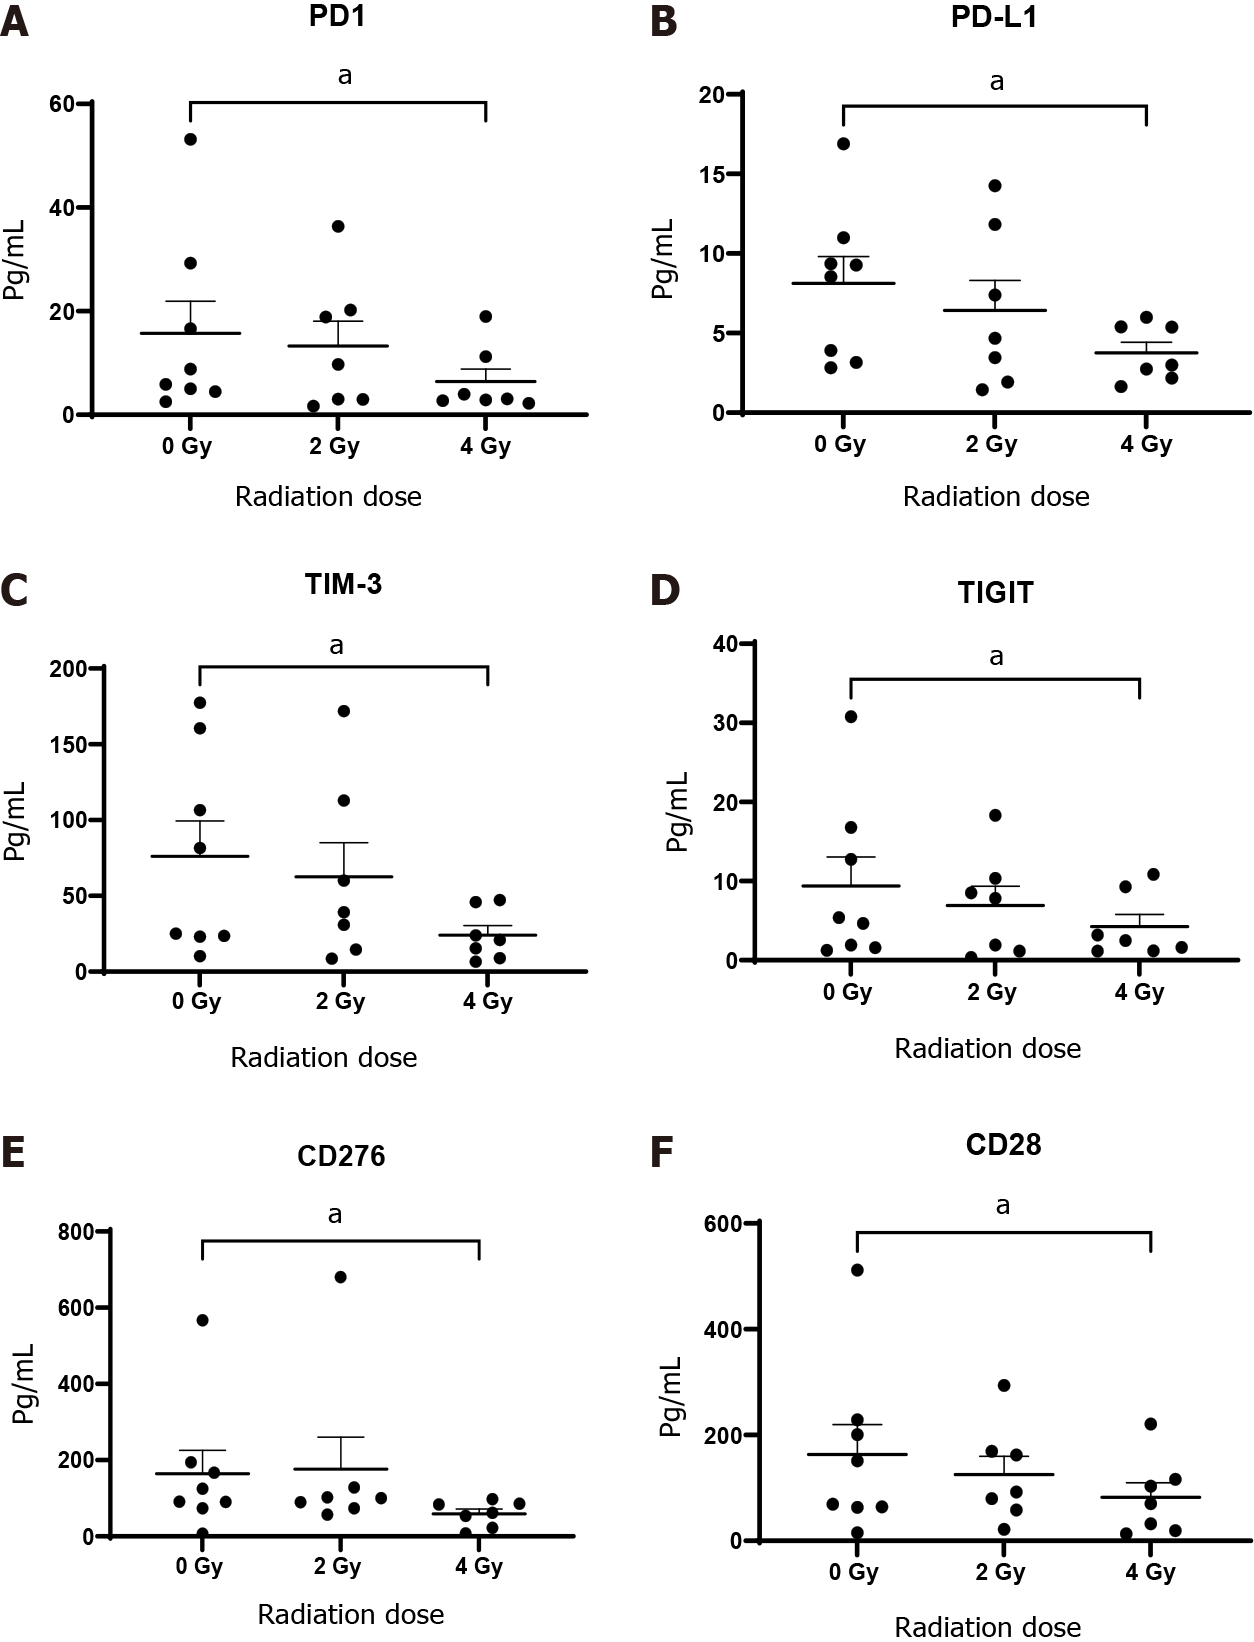 A
PD1
a
60
40
20
0
Pg/mL
0 Gy
2 Gy
4 Gy
Radiation dose
B
PD-L1
a
20
15
10
5
0
Pg/mL
0 Gy
2 Gy
4 Gy
Radiation dose
C
TIM-3
a
200
150
100
50
0
Pg/mL
0 Gy
2 Gy
4 Gy
Radiation dose
D
TIGIT
a
40
30
20
10
0
Pg/mL
0 Gy
2 Gy
4 Gy
Radiation dose
E
CD276
a
800
600
400
200
0
Pg/mL
0 Gy
2 Gy
4 Gy
Radiation dose
F
CD28
a
600
400
200
0
Pg/mL
0 Gy
2 Gy
4 Gy
Radiation dose